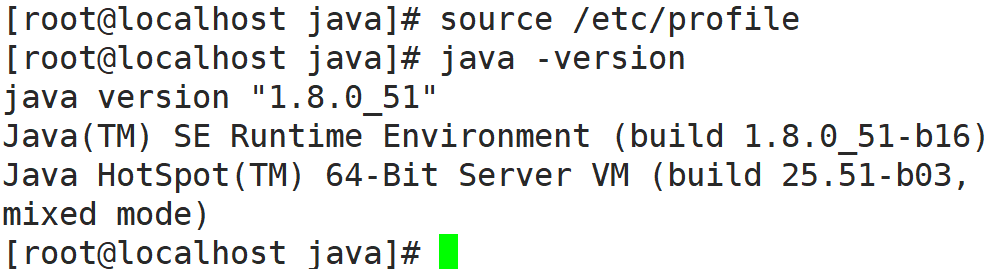 [root@localhost java]# source /etc/profile
[root@localhost java]# java -version
java version "1.8.0_51"
Java(TM) SE Runtime Environment (build 1.8.0_51-b16)
Java HotSpot(TM) 64-Bit Server VM (build 25.51-b03,
mixed mode)
[root@localhost java]#